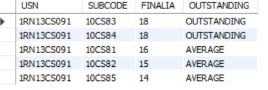 USN SUBCODE FINALIA OUTSTANDING
1RN13CS091 10CS83 18 OUTSTANDING
1RN13CS091 10CS84 18 OUTSTANDING
1RN13CS091 10CS81 16 AVERAGE
1RN13CS091 10CS82 15 AVERAGE
1RN13CS091 10CS85 14 AVERAGE